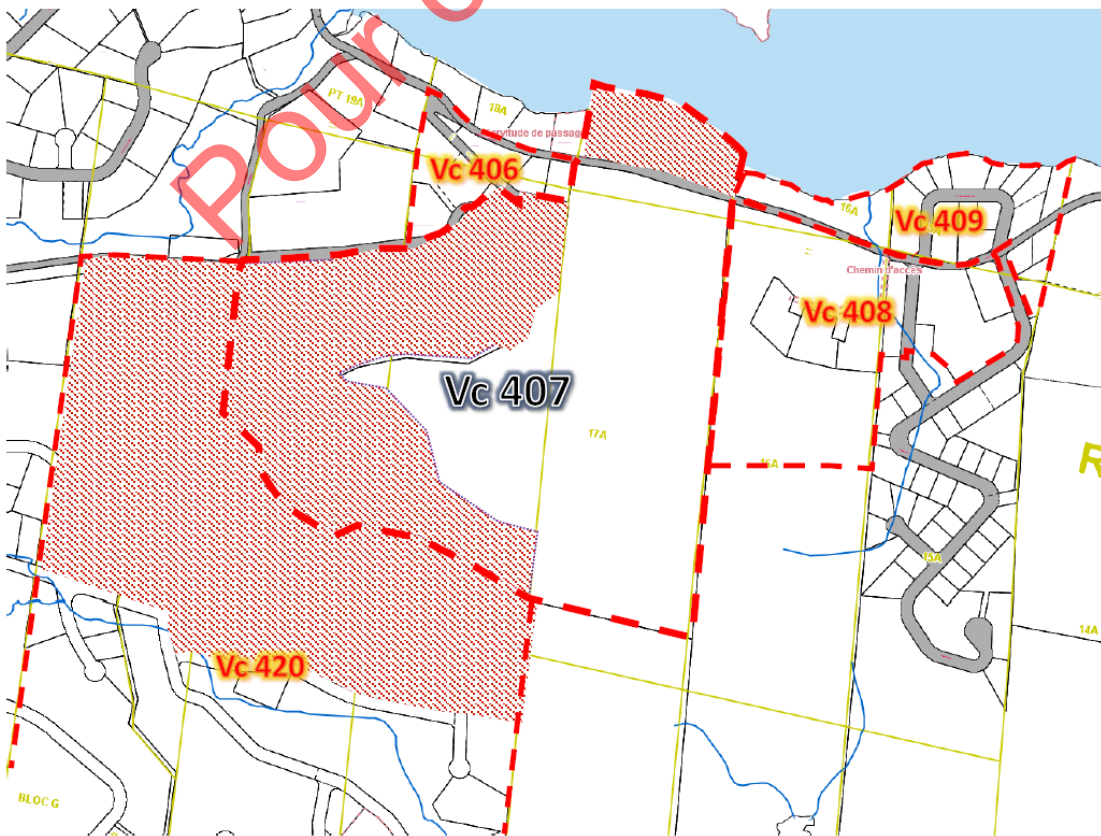 Pour
PT 19A
18A
Servitude de passage
Vc 406
16A
Vc 409
Chemin d'accès
Vc 408
Vc 407
17A
16A
R
15A
14A
Vc 420
BLOC G